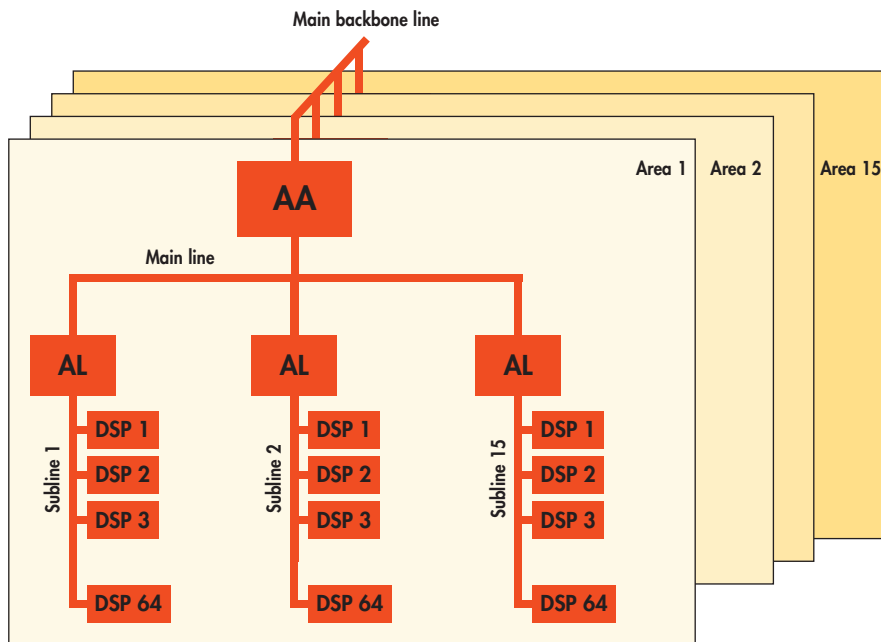 Main backbone line
Area 1
Area 2
Area 15
AA
Main line
AL
AL
AL
Subline 1
DSP 1
DSP 2
DSP 3
DSP 64
Subline 2
DSP 1
DSP 2
DSP 3
DSP 64
Subline 15
DSP 1
DSP 2
DSP 3
DSP 64